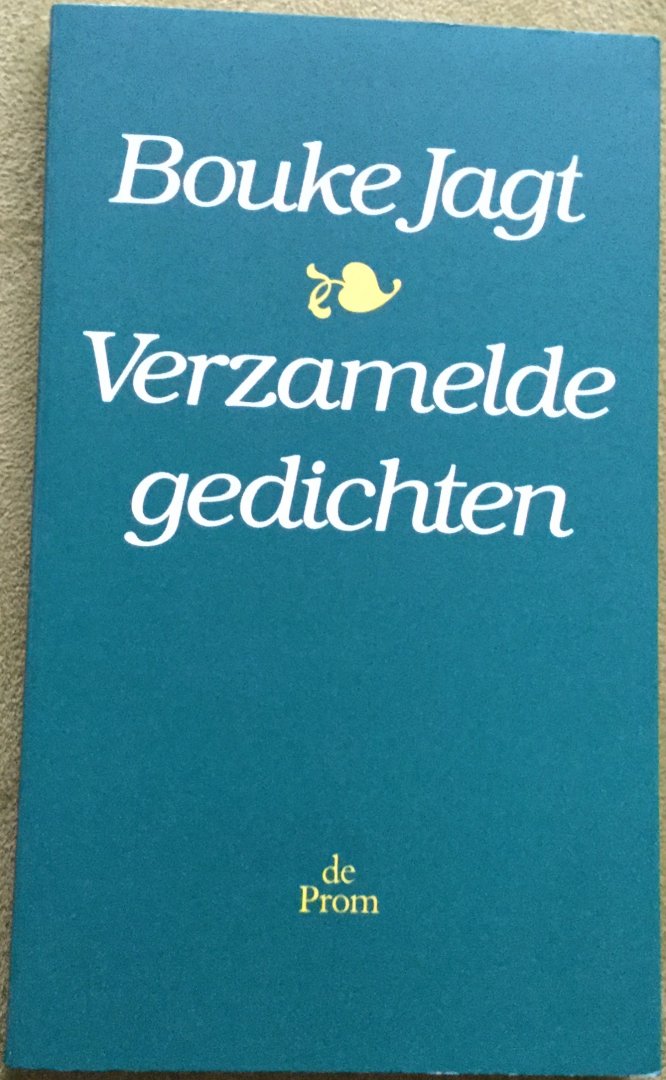 Bouke Jagt
Verzamelde
gedichten
de
Prom